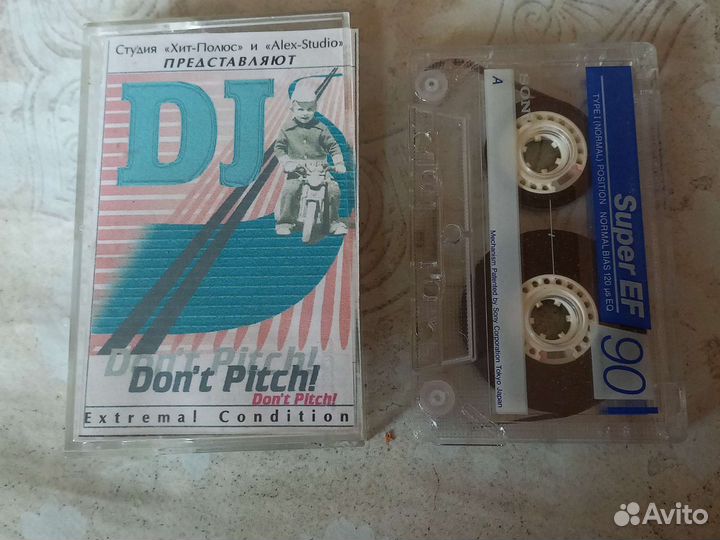 Студия «Хит-Полюс» и «Alex-Studio»
ПРЕДСТАВЛЯЮТ
DJ
Don't Pitch!
Don't Pitch!
Don't Pitch!
Extremal Condition
SONY
A
Mechanism Patented by Sony Corporation Tokyo Japan
TYPE I (NORMAL) POSITION NORMAL BIAS 120 µs EQ
Super EF
90
Avito